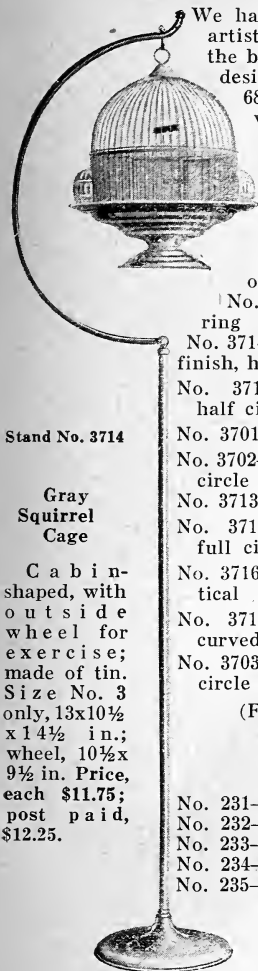 We ha
artist
the b
desi
68
v
o
No.
ring
No. 371
finish, h
No. 371
half ci
No. 3701
No. 3702-
circle
No. 3713
No. 371
full ci
No. 3716
tical
No. 371
curved
No. 3703
circle
(F
No. 231-
No. 232-
No. 233-
No. 234-
No. 235-
Stand No. 3714
Gray
Squirrel
Cage
Cabin-
shaped, with
outside
wheel for
exercise;
made of tin.
Size No. 3
only, 13x10½
x14½ in.;
wheel, 10½x
9½ in. Price,
each $11.75;
post paid,
$12.25.